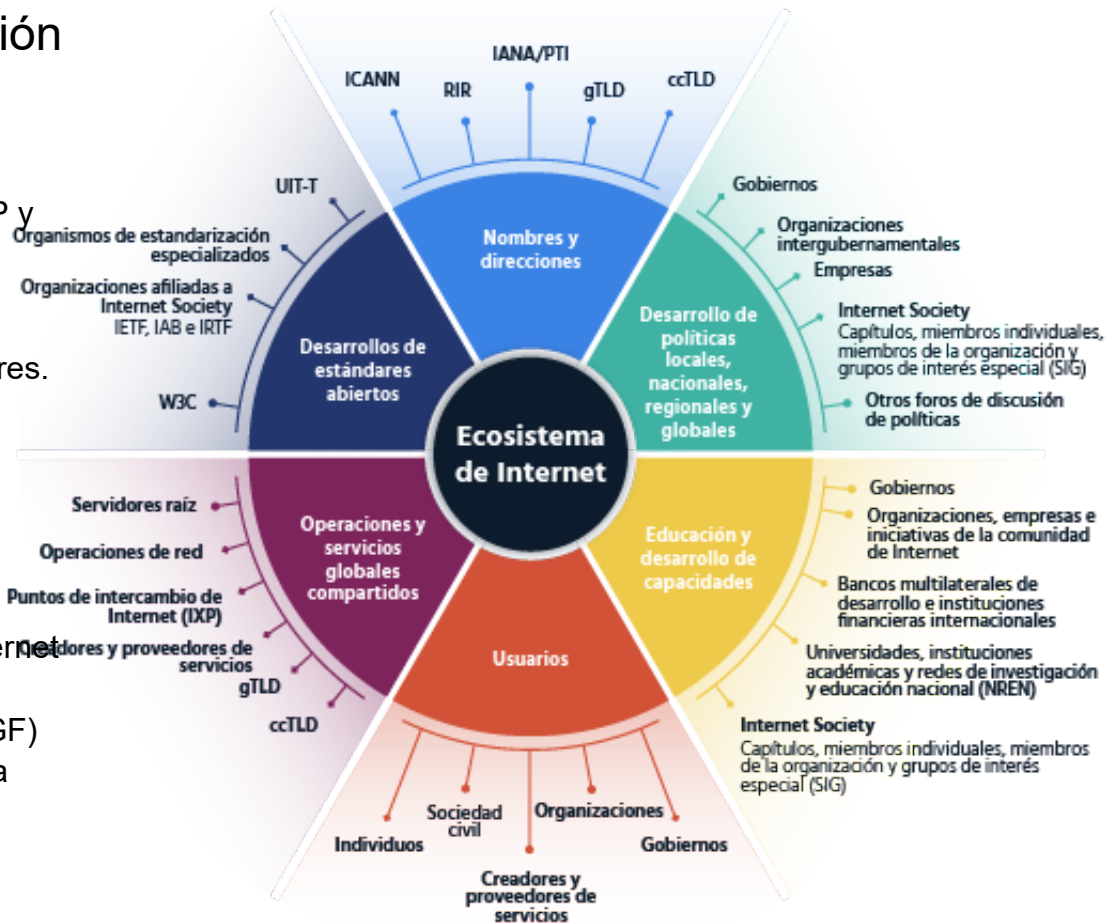 ión
P y
res.
ernet
GF)
a
IANA/PTI
ICANN
RIR
gTLD
ccTLD
Nombres y
direcciones
Gobiernos
Organizaciones
intergubernamentales
Empresas
Internet Society
Capítulos, miembros individuales,
miembros de la organización y
grupos de interés especial (SIG)
Otros foros de discusión
de políticas
Desarrollo de
políticas
locales,
nacionales,
regionales y
globales
UIT-T
Organismos de estandarización
especializados
Organizaciones afiliadas a
Internet Society
IETF, IAB e IRTF
W3C
Desarrollos de
estándares
abiertos
Ecosistema
de Internet
Servidores raíz
Operaciones de red
Puntos de intercambio de
Internet (IXP)
Creadores y proveedores de
servicios
gTLD
ccTLD
Operaciones y
servicios
globales
compartidos
Educación y
desarrollo de
capacidades
Gobiernos
Organizaciones, empresas e
iniciativas de la comunidad
de Internet
Bancos multilaterales de
desarrollo e instituciones
financieras internacionales
Universidades, instituciones
académicas y redes de investigación
y educación nacional (NREN)
Internet Society
Capítulos, miembros individuales, miembros
de la organización y grupos de interés
especial (SIG)
Usuarios
Individuos
Sociedad
civil
Creadores y
proveedores de
servicios
Organizaciones
Gobiernos